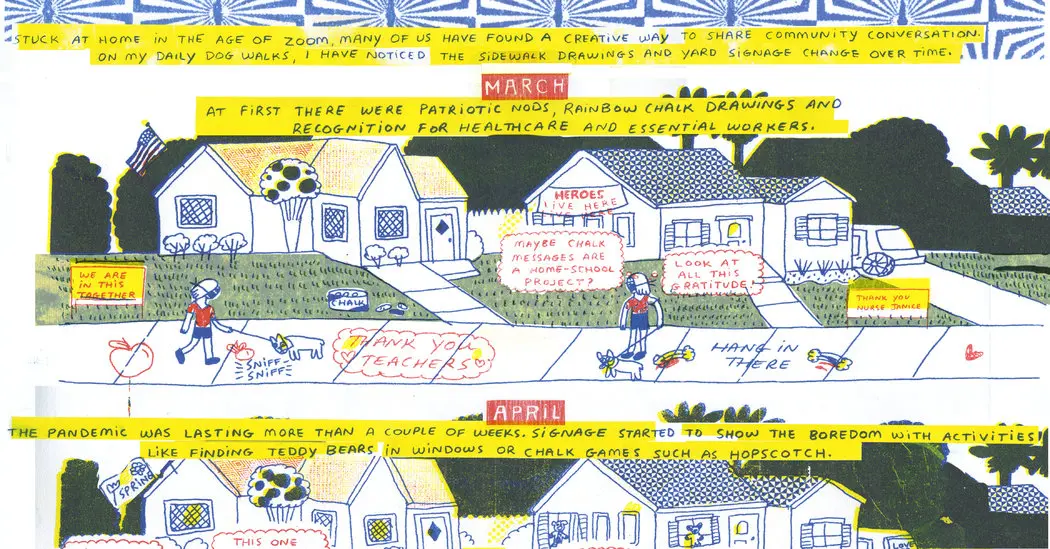 STUCK AT HOME IN THE AGE OF ZOOM, MANY OF US HAVE FOUND A CREATIVE WAY TO SHARE COMMUNITY CONVERSATION.
ON MY DAILY DOG WALKS, I HAVE NOTICED THE SIDEWALK DRAWINGS AND YARD SIGNAGE CHANGE OVER TIME.
MARCH
AT FIRST THERE WERE PATRIOTIC NODS, RAINBOW CHALK DRAWINGS AND
RECOGNITION FOR HEALTHCARE AND ESSENTIAL WORKERS.
HEROES
LIVE HERE
LIVE HERE
MAYBE CHALK
MESSAGES ARE
A HOME-SCHOOL
PROJECT?
LOOK AT
ALL THIS
GRATITUDE!
WE ARE
IN THIS
TAGETHER
CHALK
THANK YOU
NURSE JANICE
SNIFF
SNIFF
THANK YOU
TEACHERS
HANG IN
THERE
APRIL
THE PANDEMIC WAS LASTING MORE THAN A COUPLE OF WEEKS. SIGNAGE STARTED TO SHOW THE BOREDOM WITH ACTIVITIES
LIKE FINDING TEDDY BEARS IN WINDOWS OR CHALK GAMES SUCH AS HOPSCOTCH.
SPRING
THIS ONE
LOVE